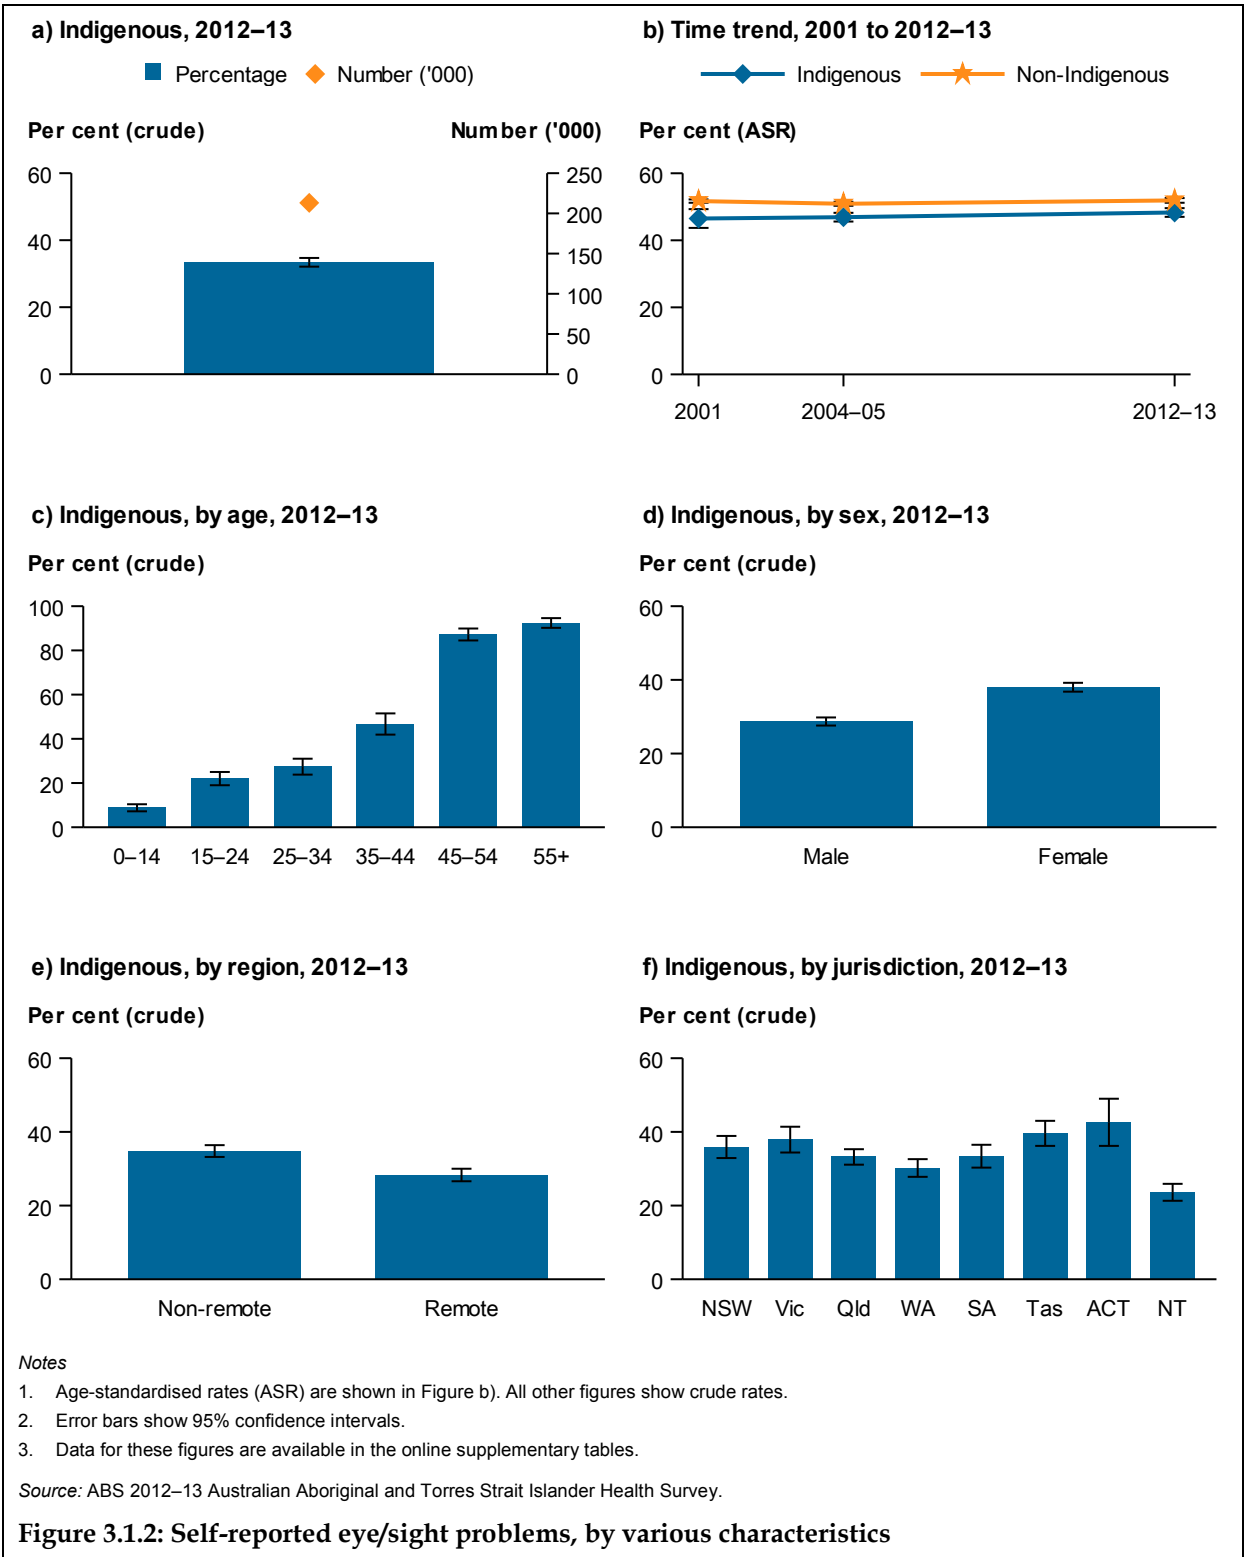 a) Indigenous, 2012–13
Percentage Number ('000)
Per cent (crude) Number ('000)
60
40
20
0
250
200
150
100
50
0
b) Time trend, 2001 to 2012–13
Indigenous Non-Indigenous
Per cent (ASR)
60
40
20
0
2001 2004–05 2012–13
c) Indigenous, by age, 2012–13
Per cent (crude)
100
80
60
40
20
0
0–14 15–24 25–34 35–44 45–54 55+
d) Indigenous, by sex, 2012–13
Per cent (crude)
60
40
20
0
Male Female
e) Indigenous, by region, 2012–13
Per cent (crude)
60
40
20
0
Non-remote Remote
f) Indigenous, by jurisdiction, 2012–13
Per cent (crude)
60
40
20
0
NSW Vic Qld WA SA Tas ACT NT
Notes
1. Age-standardised rates (ASR) are shown in Figure b). All other figures show crude rates.
2. Error bars show 95% confidence intervals.
3. Data for these figures are available in the online supplementary tables.
Source: ABS 2012–13 Australian Aboriginal and Torres Strait Islander Health Survey.
Figure 3.1.2: Self-reported eye/sight problems, by various characteristics